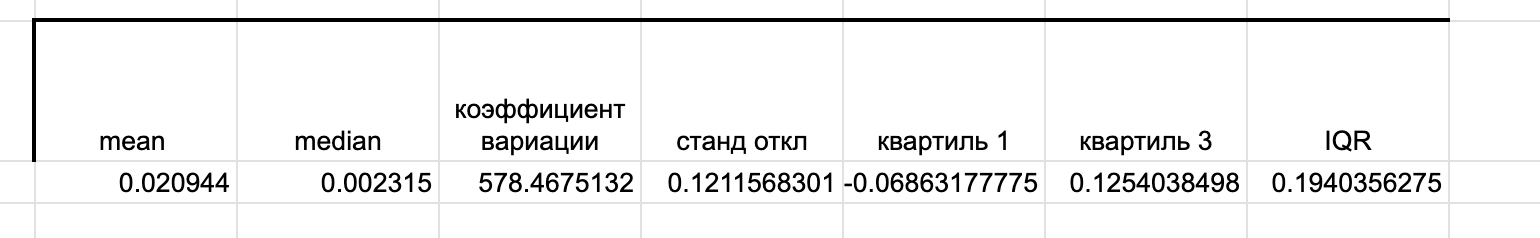 mean median коэффициент вариации станд откл квартиль 1 квартиль 3 IQR
0.020944 0.002315 578.4675132 0.1211568301 -0.06863177775 0.1254038498 0.1940356275